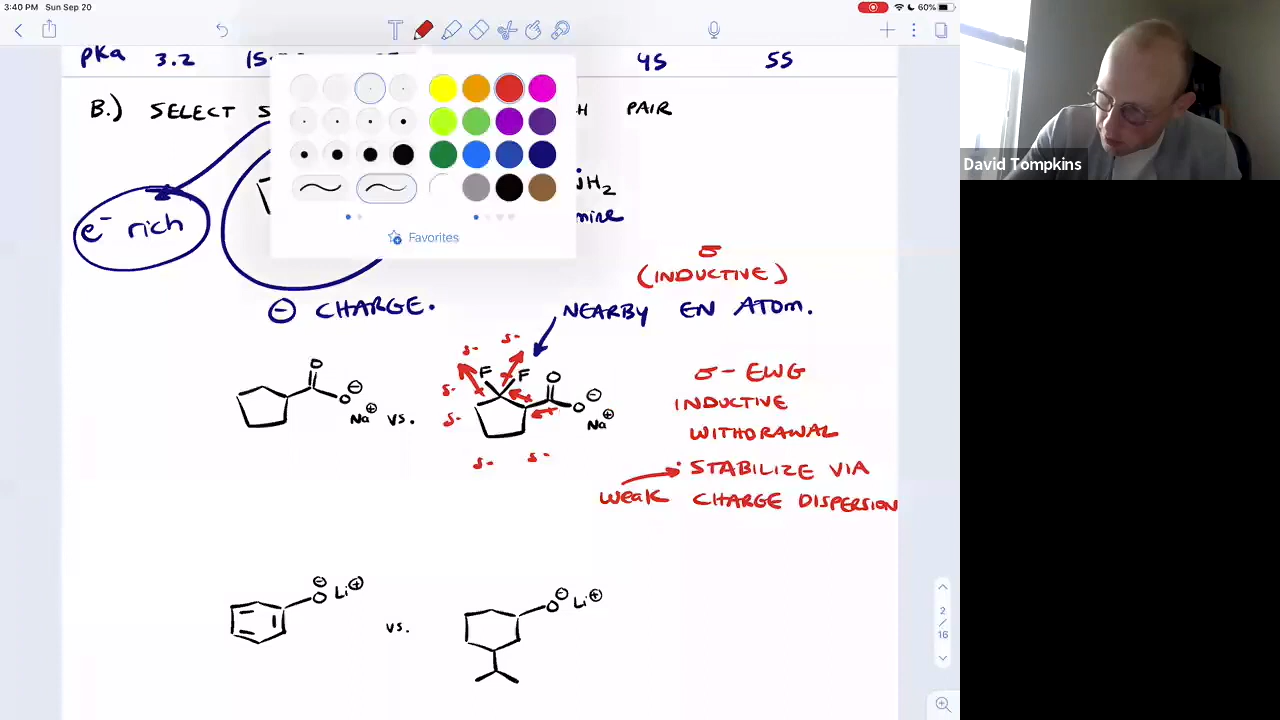 3:40 PM Sun Sep 20
60%
T
pKa 3.2 45 55
B.) SELECT S H PAIR
e⁻ rich
H2
Favorites
σ
(INDUCTIVE)
⊖ CHARGE.
NEARBY EN ATOM.
David Tompkins
O
O ⊖
Na ⊕
vs.
δ- δ-
δ-
δ-
δ- δ-
F F
O
O ⊖
Na ⊕
σ- EWG
INDUCTIVE
WITHDRAWAL
• STABILIZE VIA
weak CHARGE DISPERSION
O ⊖ Li ⊕
vs.
O ⊖ Li ⊕
2
/
16